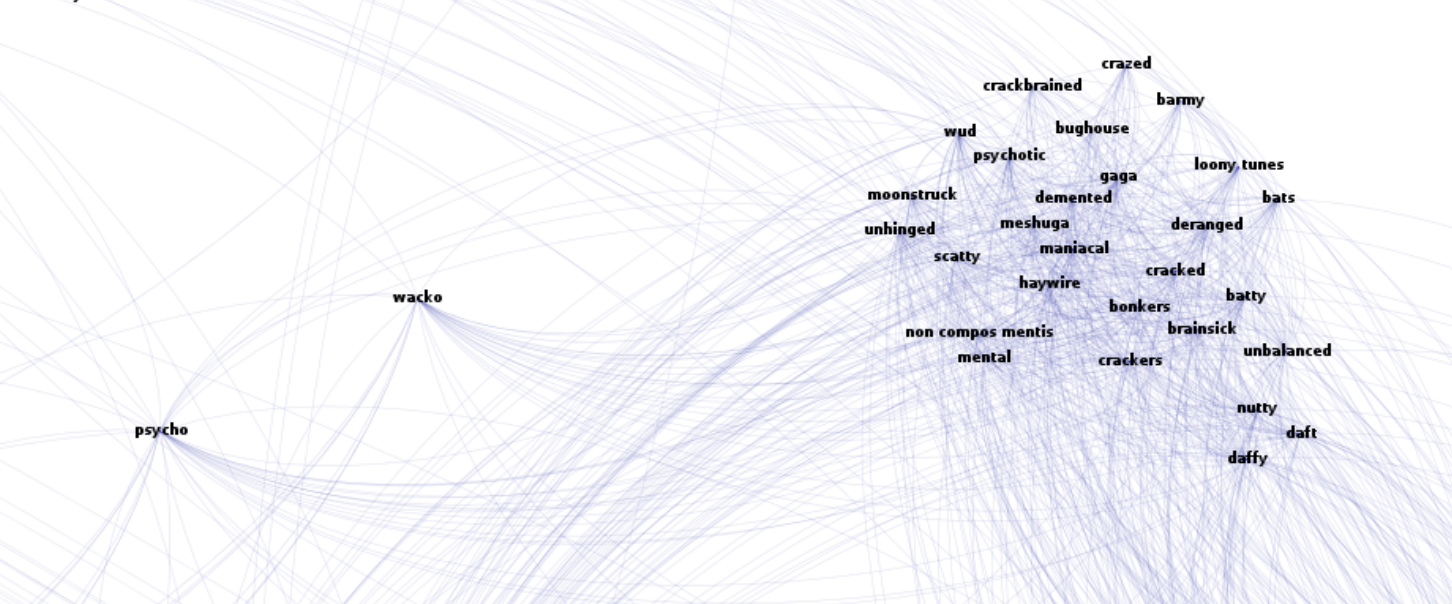 crazed
crackbrained
barmy
bughouse
wud
psychotic
loony tunes
gaga
moonstruck
demented
bats
meshuga
deranged
unhinged
maniacal
scatty
cracked
haywire
batty
wacko
bonkers
brainsick
non compos mentis
unbalanced
mental
crackers
nutty
psycho
daft
daffy